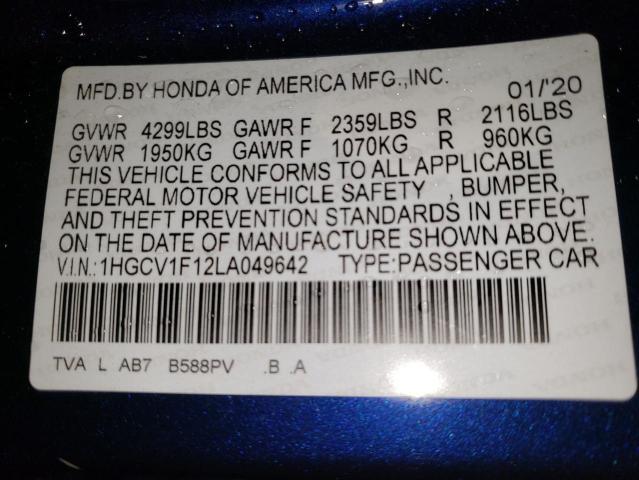 MFD.BY HONDA OF AMERICA MFG.,INC. 01/'20
GVWR 4299LBS GAWR F 2359LBS R 2116LBS
GVWR 1950KG GAWR F 1070KG R 960KG
THIS VEHICLE CONFORMS TO ALL APPLICABLE
FEDERAL MOTOR VEHICLE SAFETY , BUMPER,
AND THEFT PREVENTION STANDARDS IN EFFECT
ON THE DATE OF MANUFACTURE SHOWN ABOVE.
V.I.N.:1HGCV1F12LA049642 TYPE:PASSENGER CAR
TVA L AB7 B588PV .B .A